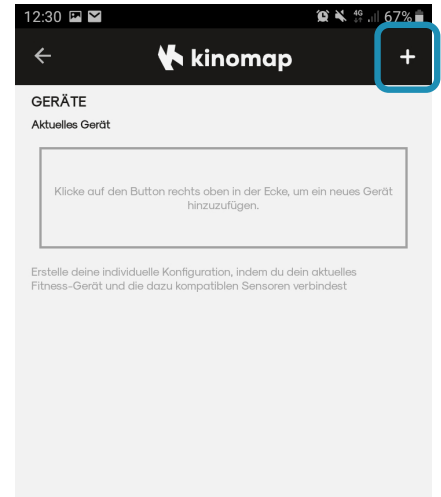 12:30 4G 67%
kinomap +
GERÄTE
Aktuelles Gerät
Klicke auf den Button rechts oben in der Ecke, um ein neues Gerät
hinzuzufügen.
Erstelle deine individuelle Konfiguration, indem du dein aktuelles
Fitness-Gerät und die dazu kompatiblen Sensoren verbindest